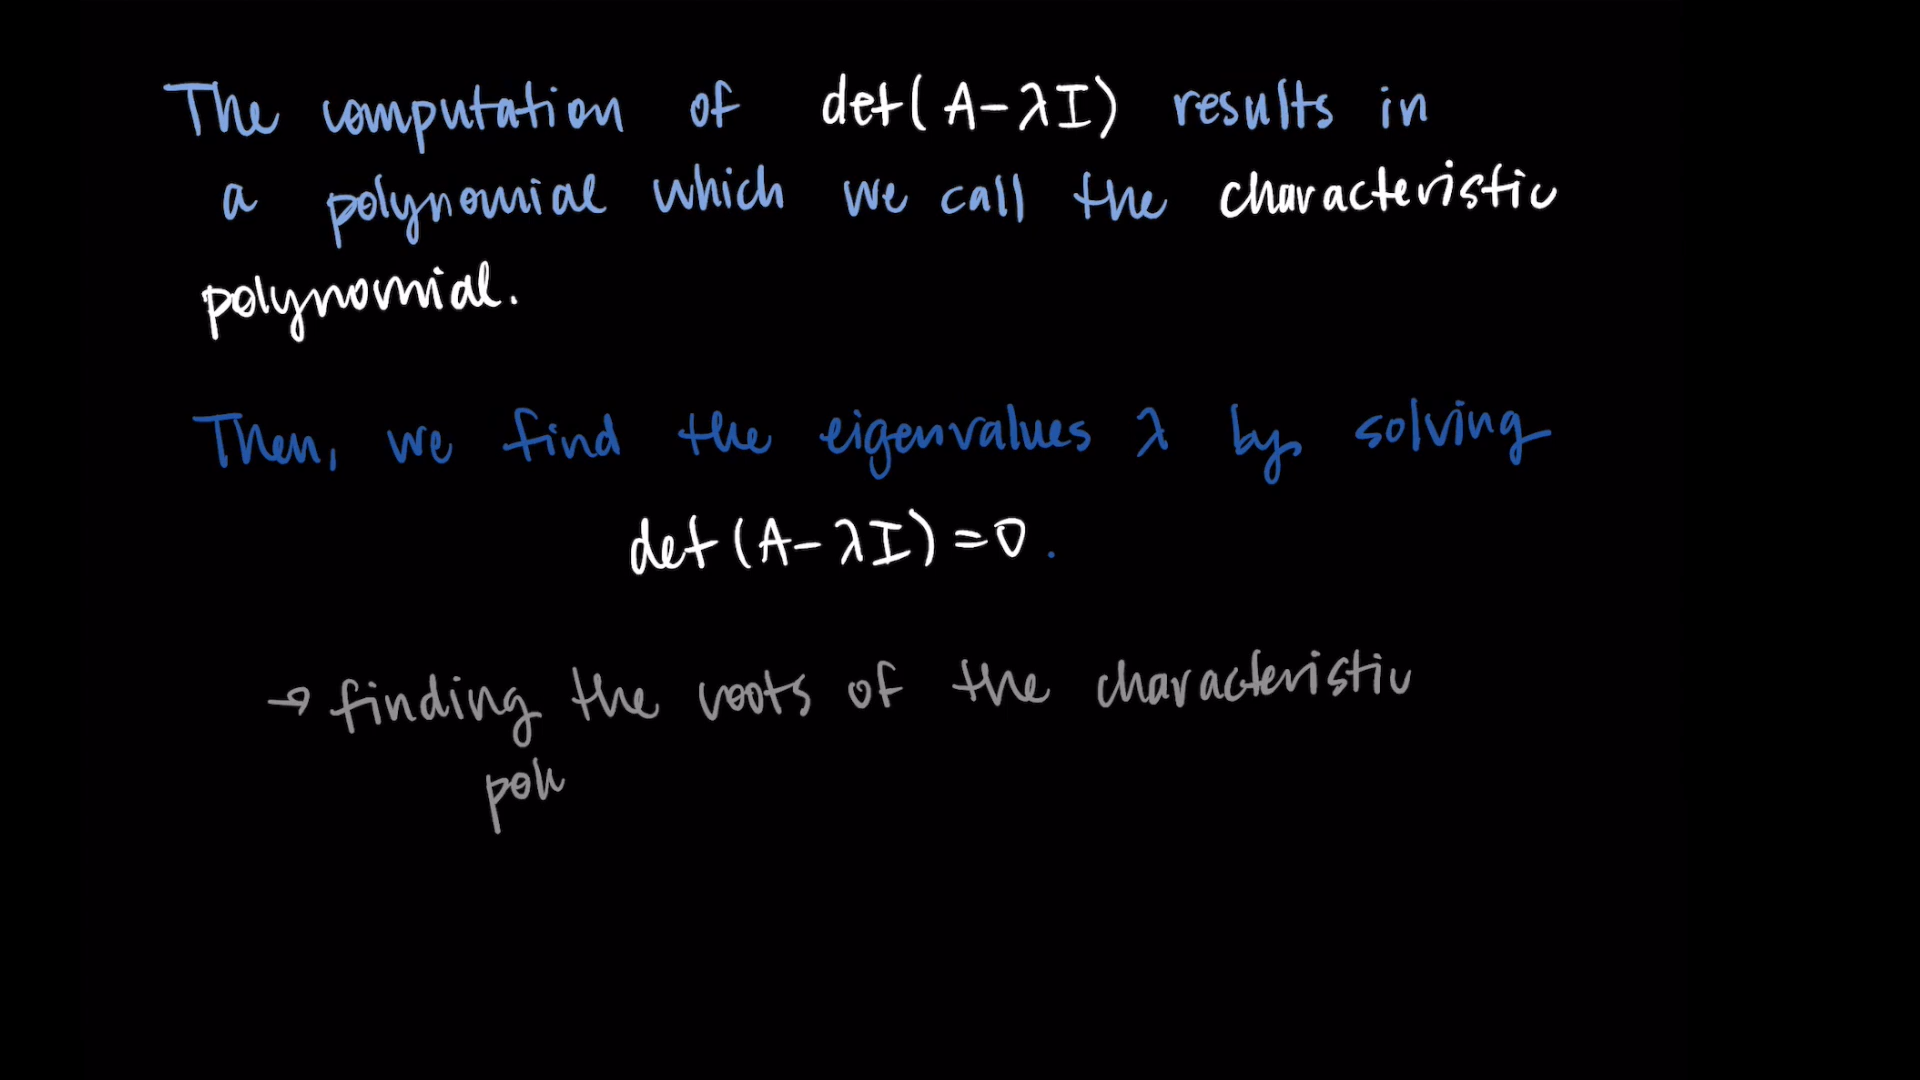 The computation of det(A-λI) results in
a polynomial which we call the characteristic
polynomial.
Then, we find the eigenvalues λ by solving
det(A-λI)=0.
→ finding the roots of the characteristic